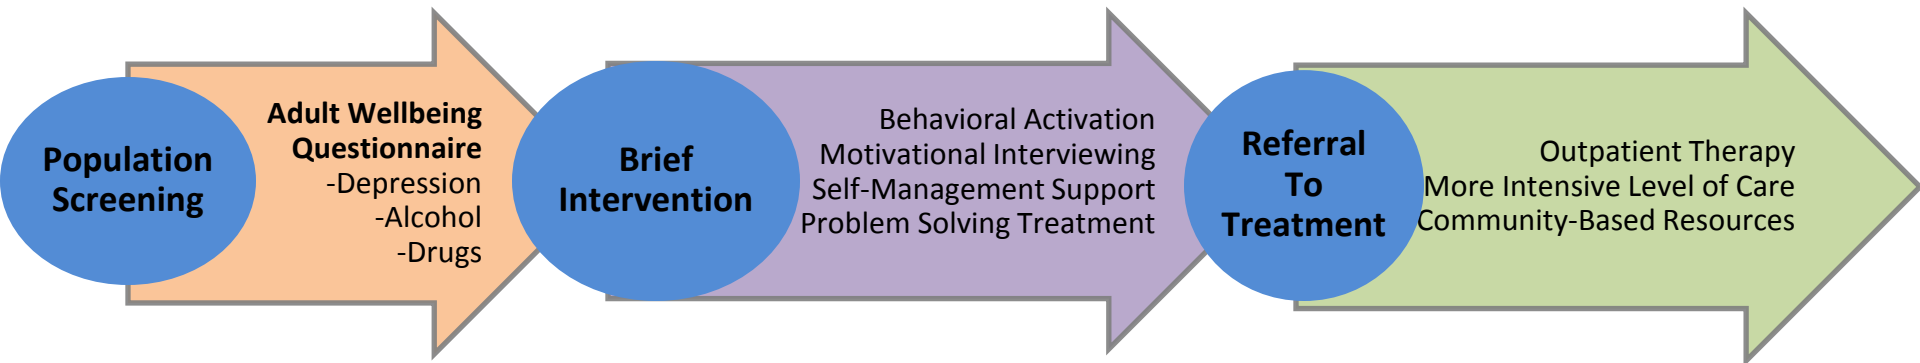 Population
Screening
Adult Wellbeing
Questionnaire
-Depression
-Alcohol
-Drugs
Brief
Intervention
Behavioral Activation
Motivational Interviewing
Self-Management Support
Problem Solving Treatment
Referral
To
Treatment
Outpatient Therapy
More Intensive Level of Care
Community-Based Resources